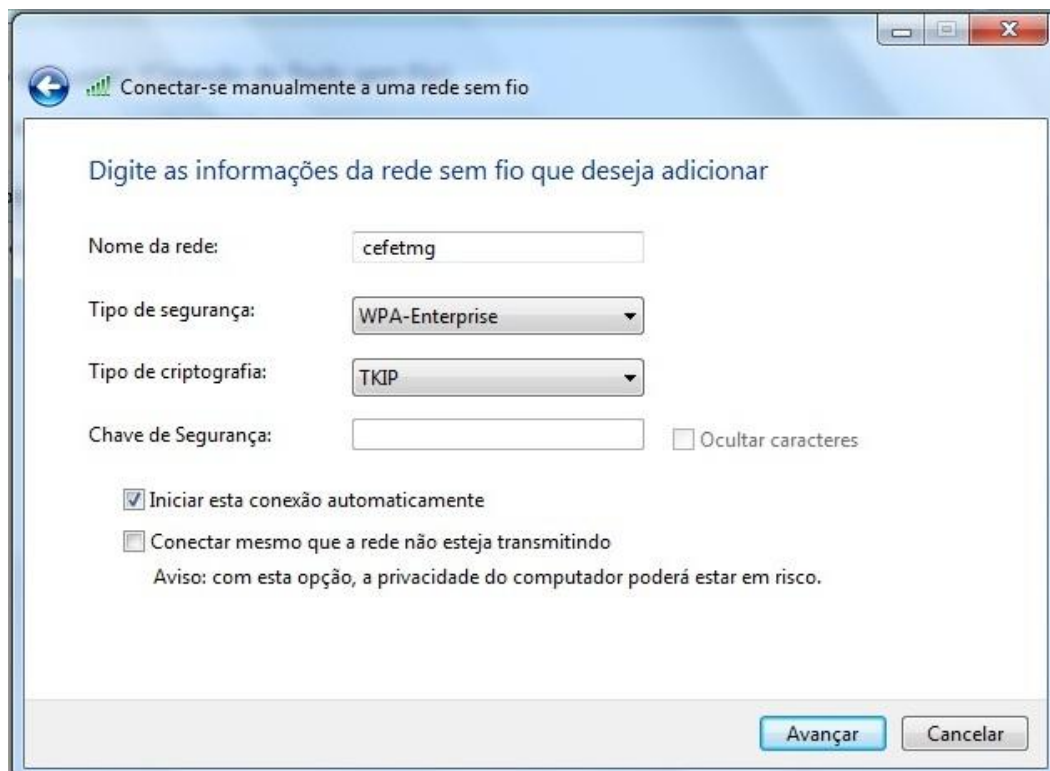 Conectar-se manualmente a uma rede sem fio
Digite as informações da rede sem fio que deseja adicionar
Nome da rede: cefetmg
Tipo de segurança: WPA-Enterprise
Tipo de criptografia: TKIP
Chave de Segurança: Ocultar caracteres
Iniciar esta conexão automaticamente
Conectar mesmo que a rede não esteja transmitindo
Aviso: com esta opção, a privacidade do computador poderá estar em risco.
Avançar Cancelar